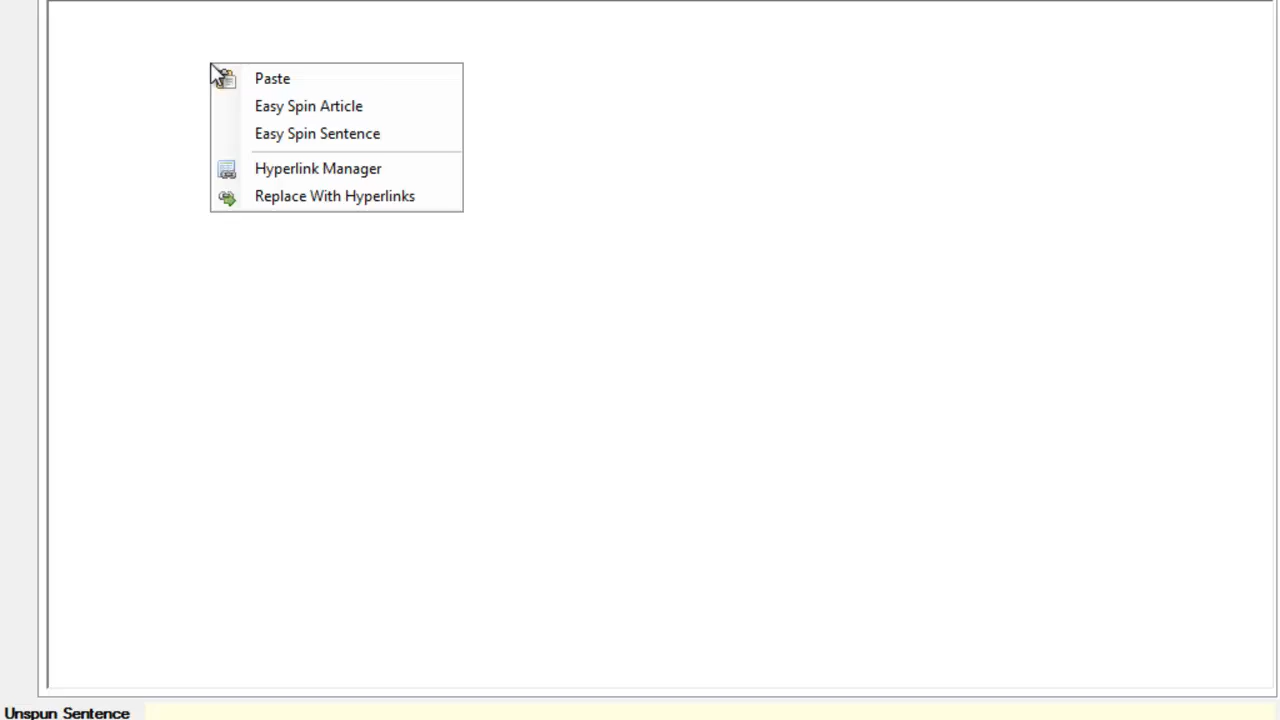 Paste
Easy Spin Article
Easy Spin Sentence
Hyperlink Manager
Replace With Hyperlinks
Unspun Sentence